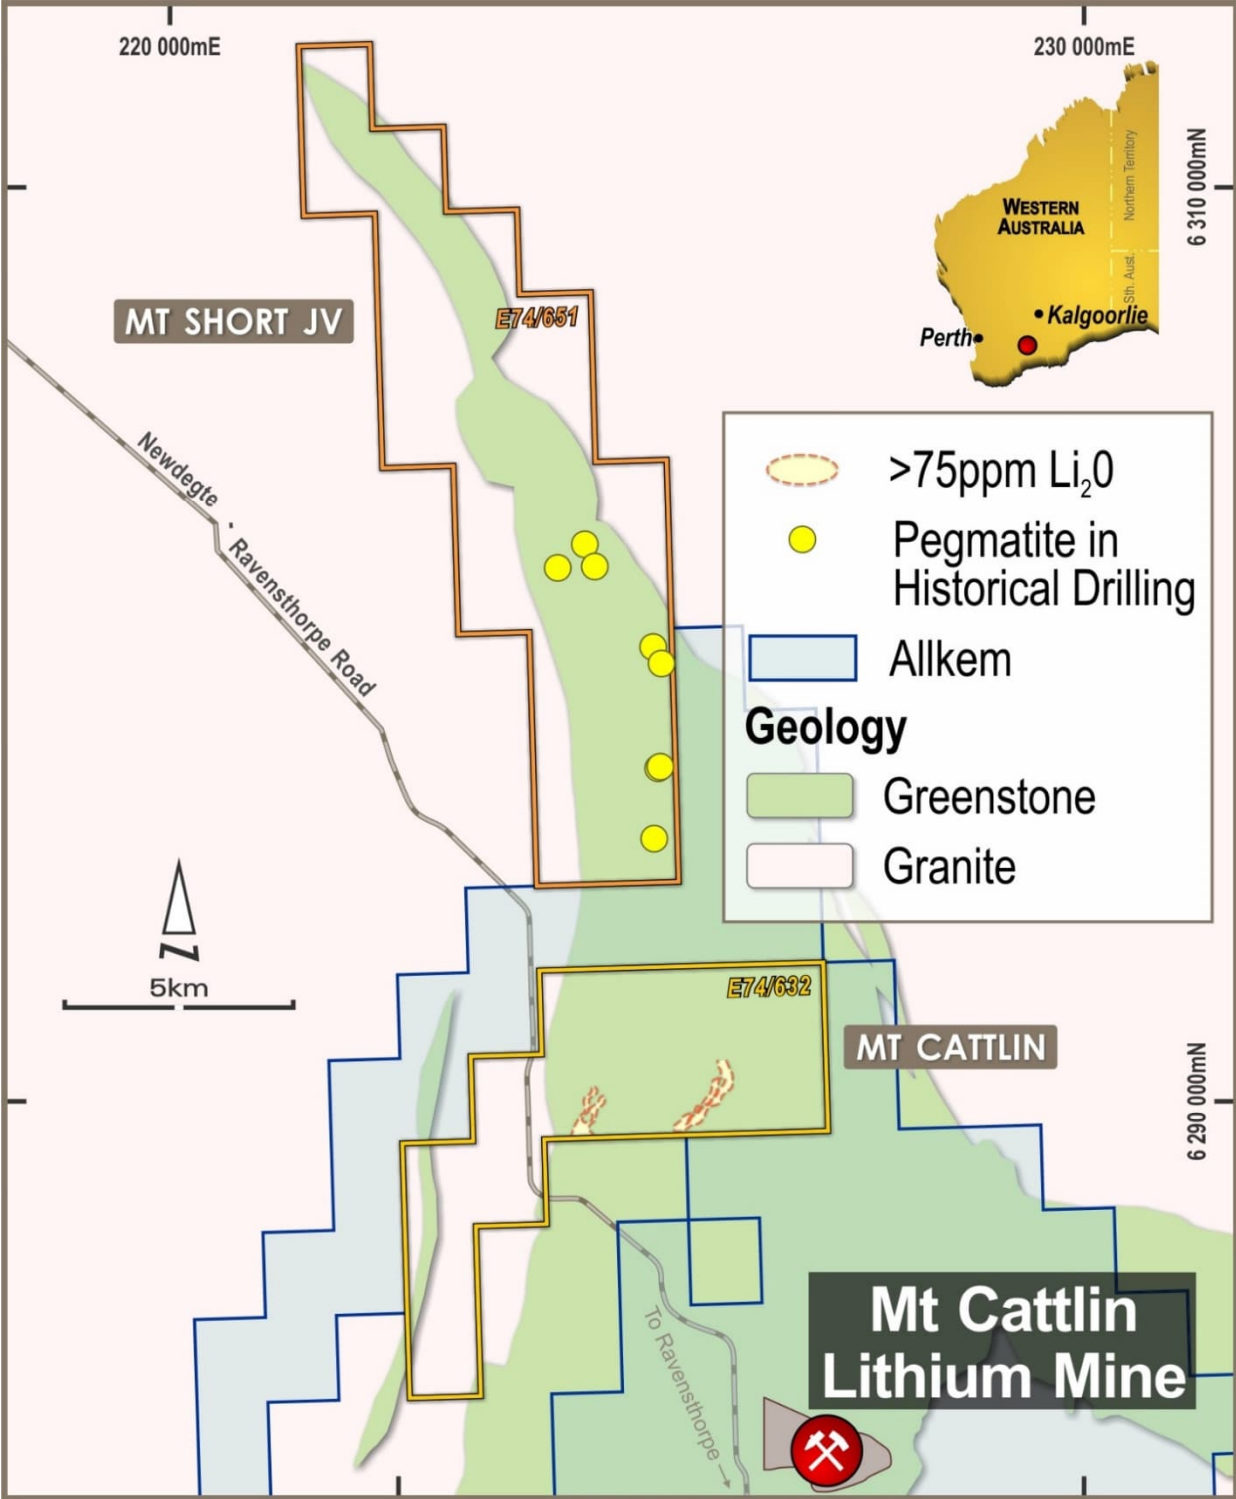 220 000mE
230 000mE
6 310 000mN
WESTERN
AUSTRALIA
Northern Territory
Sth. Aust.
Kalgoorlie
Perth
MT SHORT JV
E74/651
Newdegte - Ravensthorpe Road
>75ppm Li₂0
Pegmatite in
Historical Drilling
Allkem
Geology
Greenstone
Granite
N
5km
E74/632
MT CATTLIN
6 290 000mN
Mt Cattlin
Lithium Mine
To Ravensthorpe →